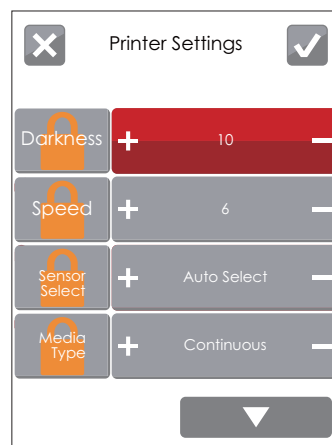 Printer Settings
Darkness
+ 10 −
Speed
+ 6 −
Sensor
Select
+ Auto Select −
Media
Type
+ Continuous −